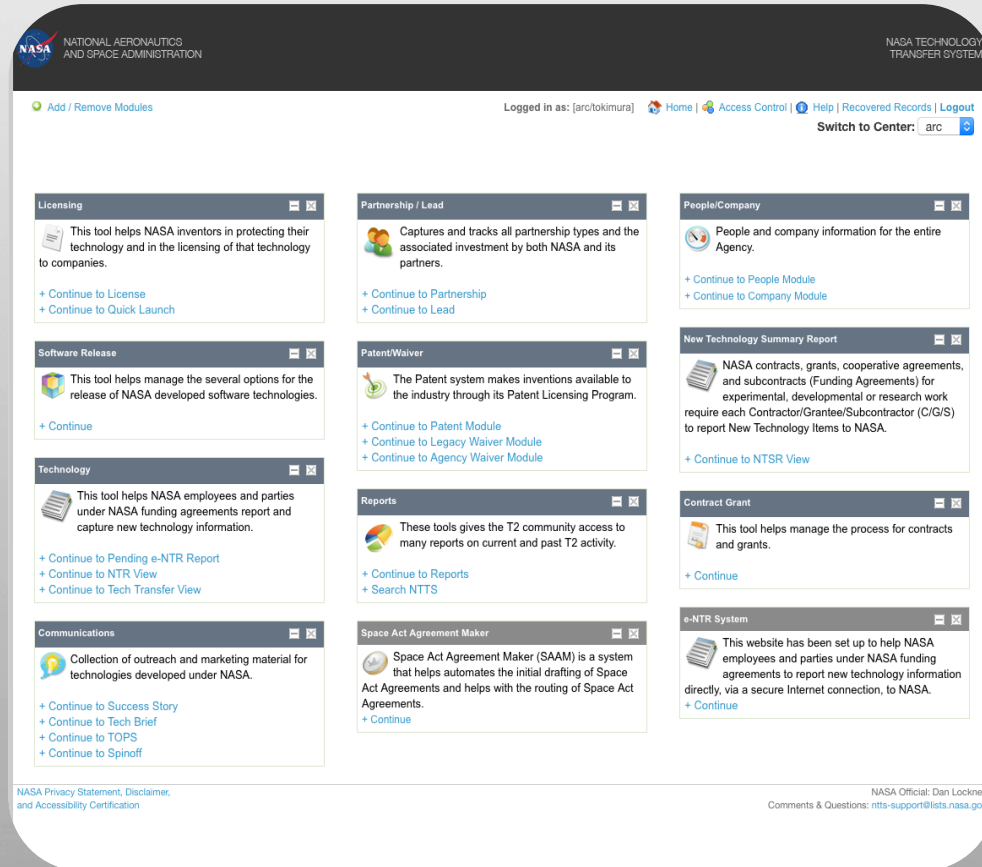 NASA
NATIONAL AERONAUTICS
AND SPACE ADMINISTRATION
NASA TECHNOLOGY
TRANSFER SYSTEM
Add / Remove Modules
Logged in as: [arc/tokimura] Home | Access Control | Help | Recovered Records | Logout
Switch to Center: arc
Licensing
This tool helps NASA inventors in protecting their
technology and in the licensing of that technology
to companies.
+ Continue to License
+ Continue to Quick Launch
Software Release
This tool helps manage the several options for the
release of NASA developed software technologies.
+ Continue
Technology
This tool helps NASA employees and parties
under NASA funding agreements report and
capture new technology information.
+ Continue to Pending e-NTR Report
+ Continue to NTR View
+ Continue to Tech Transfer View
Communications
Collection of outreach and marketing material for
technologies developed under NASA.
+ Continue to Success Story
+ Continue to Tech Brief
+ Continue to TOPS
+ Continue to Spinoff
Partnership / Lead
Captures and tracks all partnership types and the
associated investment by both NASA and its
partners.
+ Continue to Partnership
+ Continue to Lead
Patent/Waiver
The Patent system makes inventions available to
the industry through its Patent Licensing Program.
+ Continue to Patent Module
+ Continue to Legacy Waiver Module
+ Continue to Agency Waiver Module
Reports
These tools gives the T2 community access to
many reports on current and past T2 activity.
+ Continue to Reports
+ Search NTTS
Space Act Agreement Maker
Space Act Agreement Maker (SAAM) is a system
that helps automates the initial drafting of Space
Act Agreements and helps with the routing of Space Act
Agreements.
+ Continue
People/Company
People and company information for the entire
Agency.
+ Continue to People Module
+ Continue to Company Module
New Technology Summary Report
NASA contracts, grants, cooperative agreements,
and subcontracts (Funding Agreements) for
experimental, developmental or research work
require each Contractor/Grantee/Subcontractor (C/G/S)
to report New Technology Items to NASA.
+ Continue to NTSR View
Contract Grant
This tool helps manage the process for contracts
and grants.
+ Continue
e-NTR System
This website has been set up to help NASA
employees and parties under NASA funding
agreements to report new technology information
directly, via a secure Internet connection, to NASA.
+ Continue
NASA Privacy Statement, Disclaimer,
and Accessibility Certification
NASA Official: Dan Lockne
Comments & Questions: ntts-support@lists.nasa.go